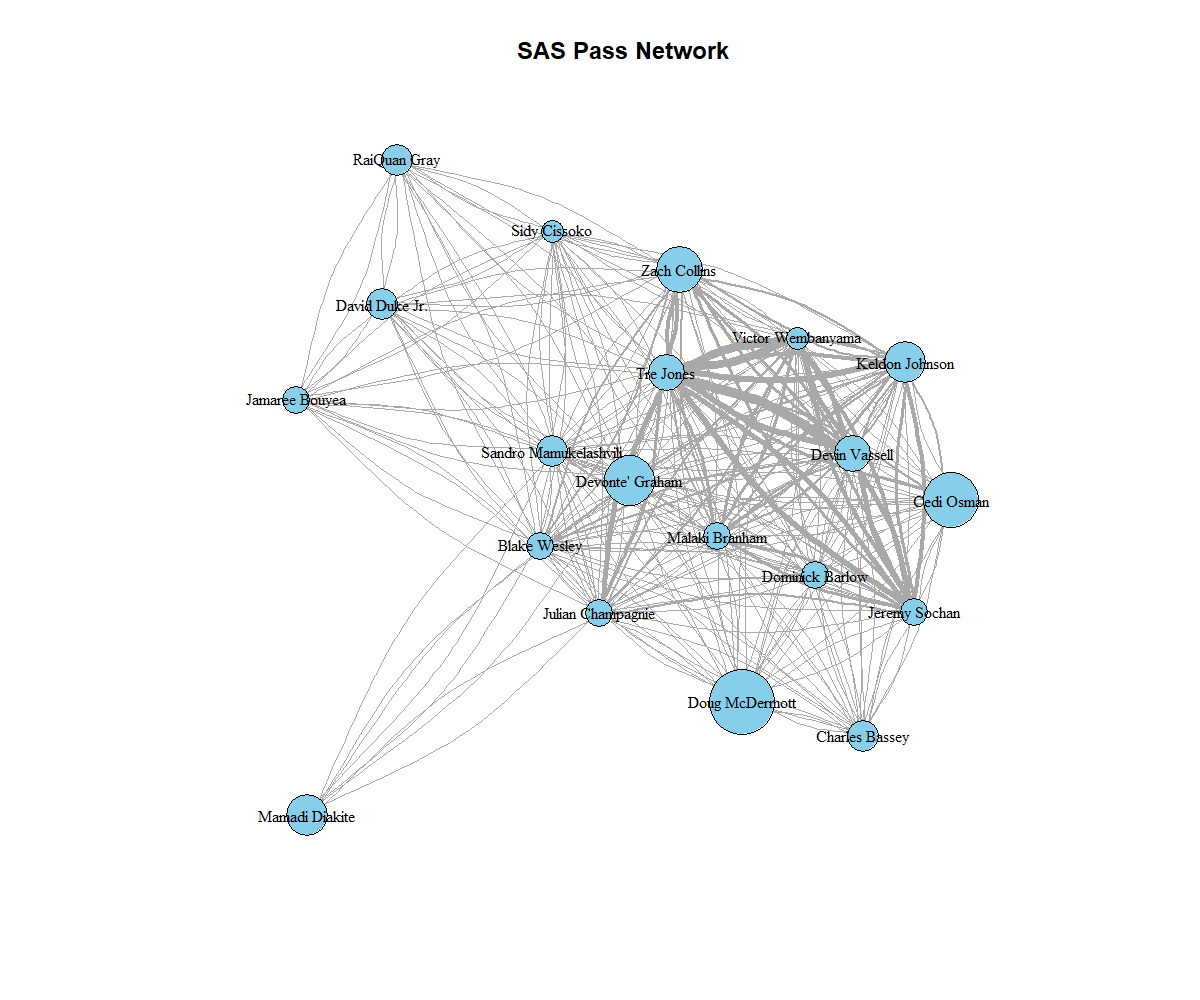 SAS Pass Network
RaiQuan Gray
Sidy Cissoko
Zach Collins
David Duke Jr.
Victor Wembanyama
Keldon Johnson
Tre Jones
Jamaree Bouyea
Sandro Mamukelashvili
Devin Vassell
Devonte' Graham
Cedi Osman
Malaki Branham
Blake Wesley
Dominick Barlow
Julian Champagnie
Jeremy Sochan
Doug McDermott
Charles Bassey
Mamadi Diakite